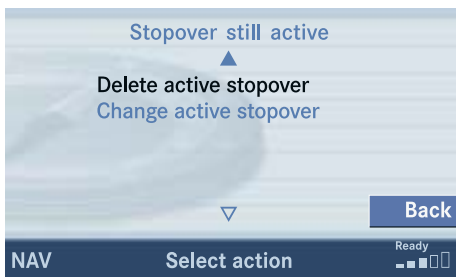 Stopover still active
Delete active stopover
Change active stopover
Back
Ready
NAV Select action